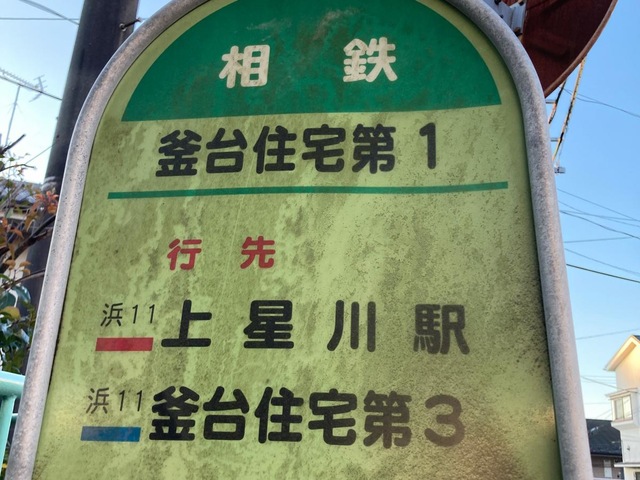 相鉄
釜台住宅第1
行先
浜11 上星川駅
浜11 釜台住宅第3